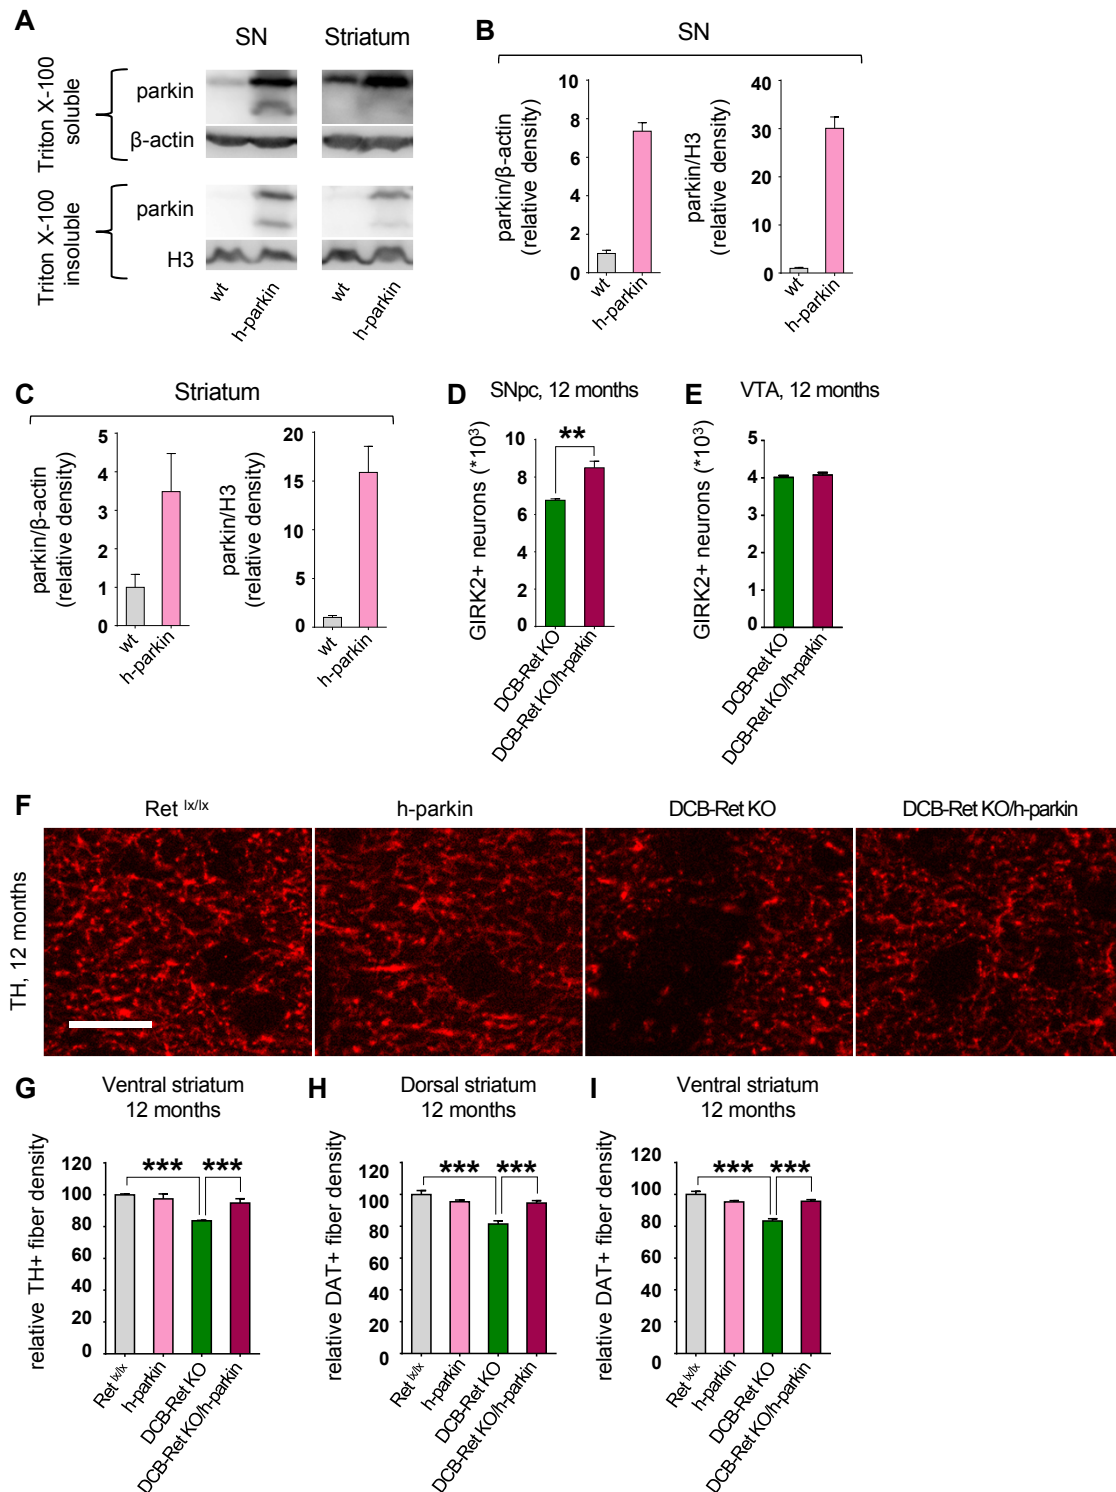 A
SN
Striatum
Triton X-100
soluble
parkin
β-actin
Triton X-100
insoluble
parkin
H3
wt
h-parkin
wt
h-parkin
B
SN
parkin/β-actin
(relative density)
10
8
6
4
2
0
wt
h-parkin
parkin/H3
(relative density)
40
30
20
10
0
wt
h-parkin
C
Striatum
parkin/β-actin
(relative density)
5
4
3
2
1
0
wt
h-parkin
parkin/H3
(relative density)
20
15
10
5
0
wt
h-parkin
D
SNpc, 12 months
GIRK2+ neurons (*10³)
10
8
6
4
2
0
**
DCB-Ret KO
DCB-Ret KO/h-parkin
E
VTA, 12 months
GIRK2+ neurons (*10³)
5
4
3
2
1
0
DCB-Ret KO
DCB-Ret KO/h-parkin
F
Ret lx/lx
h-parkin
DCB-Ret KO
DCB-Ret KO/h-parkin
TH, 12 months
G
Ventral striatum
12 months
relative TH+ fiber density
120
100
80
60
40
20
0
*** ***
Ret lx/lx
h-parkin
DCB-Ret KO
DCB-Ret KO/h-parkin
H
Dorsal striatum
12 months
relative DAT+ fiber density
120
100
80
60
40
20
0
*** ***
Ret lx/lx
h-parkin
DCB-Ret KO
DCB-Ret KO/h-parkin
I
Ventral striatum
12 months
relative DAT+ fiber density
120
100
80
60
40
20
0
*** ***
Ret lx/lx
h-parkin
DCB-Ret KO
DCB-Ret KO/h-parkin